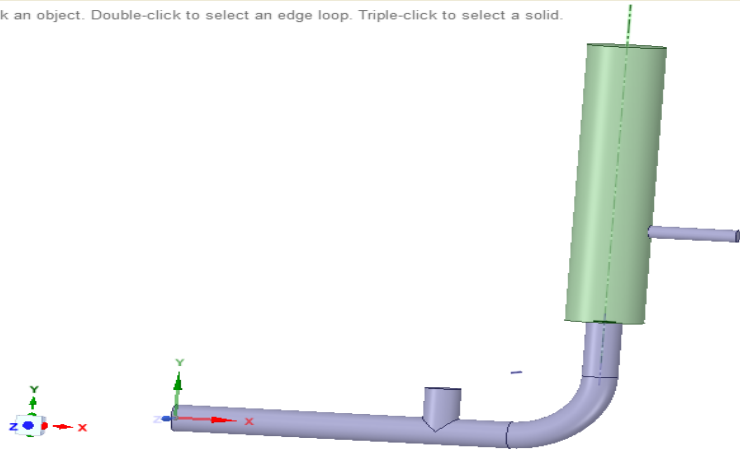 k an object. Double-click to select an edge loop. Triple-click to select a solid.
Y
Z
X
Y
Z
X